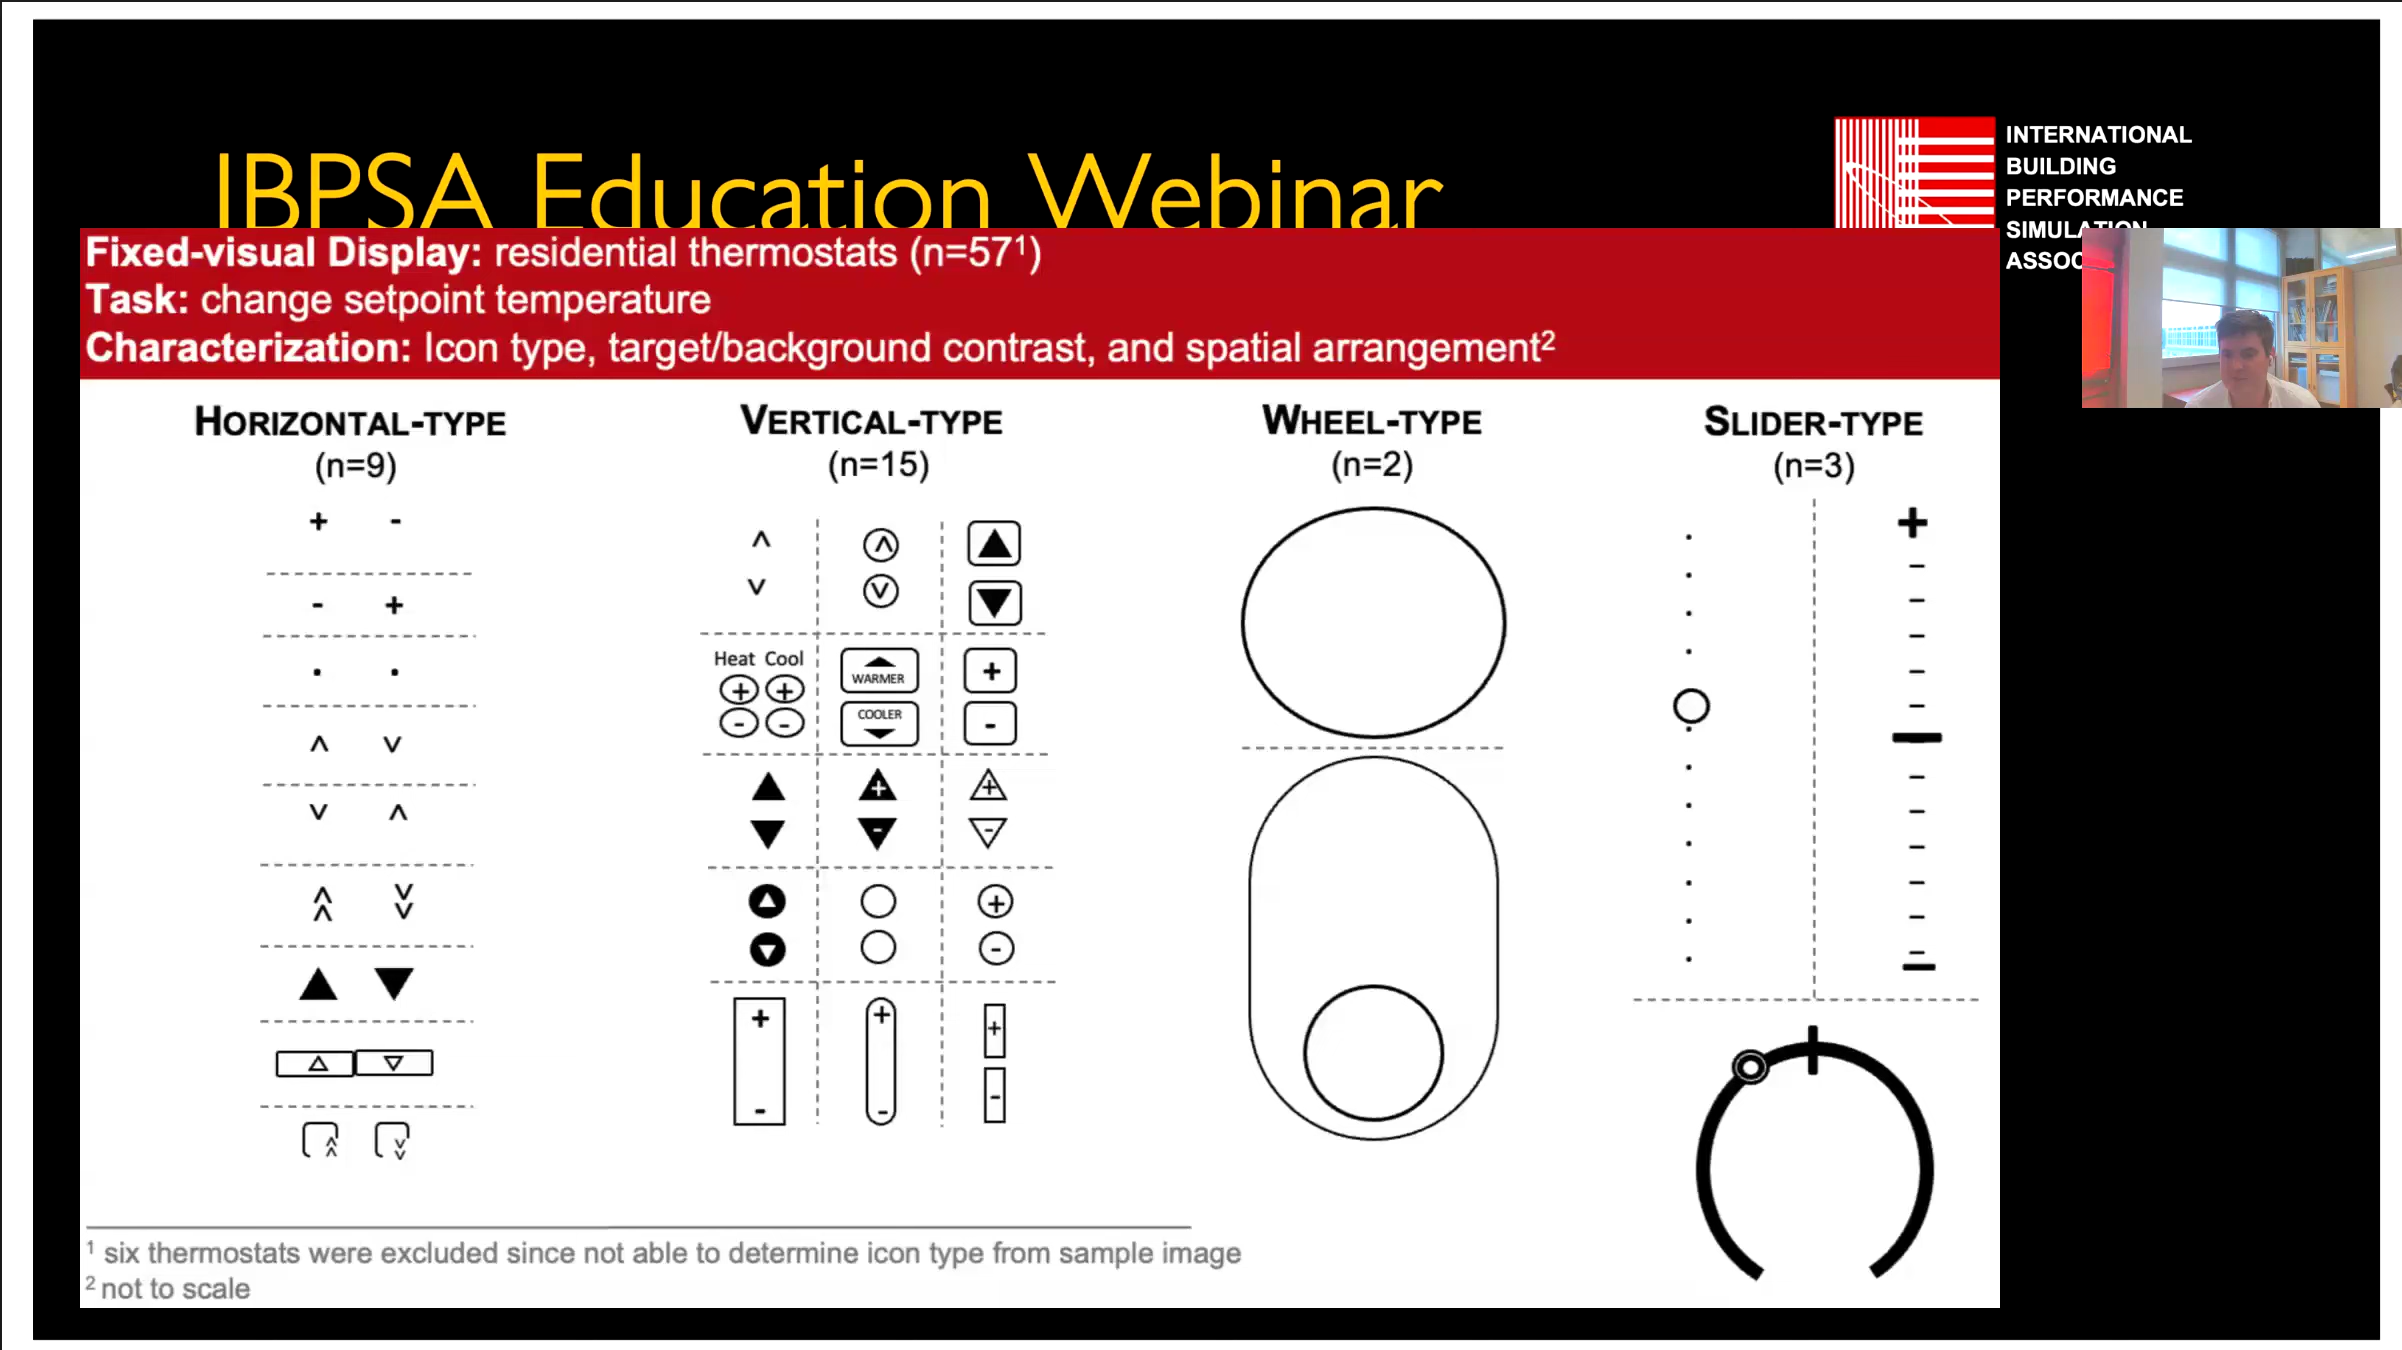 IBPSA Education Webinar
INTERNATIONAL
BUILDING
PERFORMANCE
SIMULATION
ASSOC
Fixed-visual Display: residential thermostats (n=57¹)
Task: change setpoint temperature
Characterization: Icon type, target/background contrast, and spatial arrangement²
HORIZONTAL-TYPE
(n=9)
+ -
- +
VERTICAL-TYPE
(n=15)
Heat Cool
+ +
- -
WARMER
COOLER
+
-
+ +
- -
+
-
+ + +
- - -
WHEEL-TYPE
(n=2)
SLIDER-TYPE
(n=3)
+
¹ six thermostats were excluded since not able to determine icon type from sample image
² not to scale